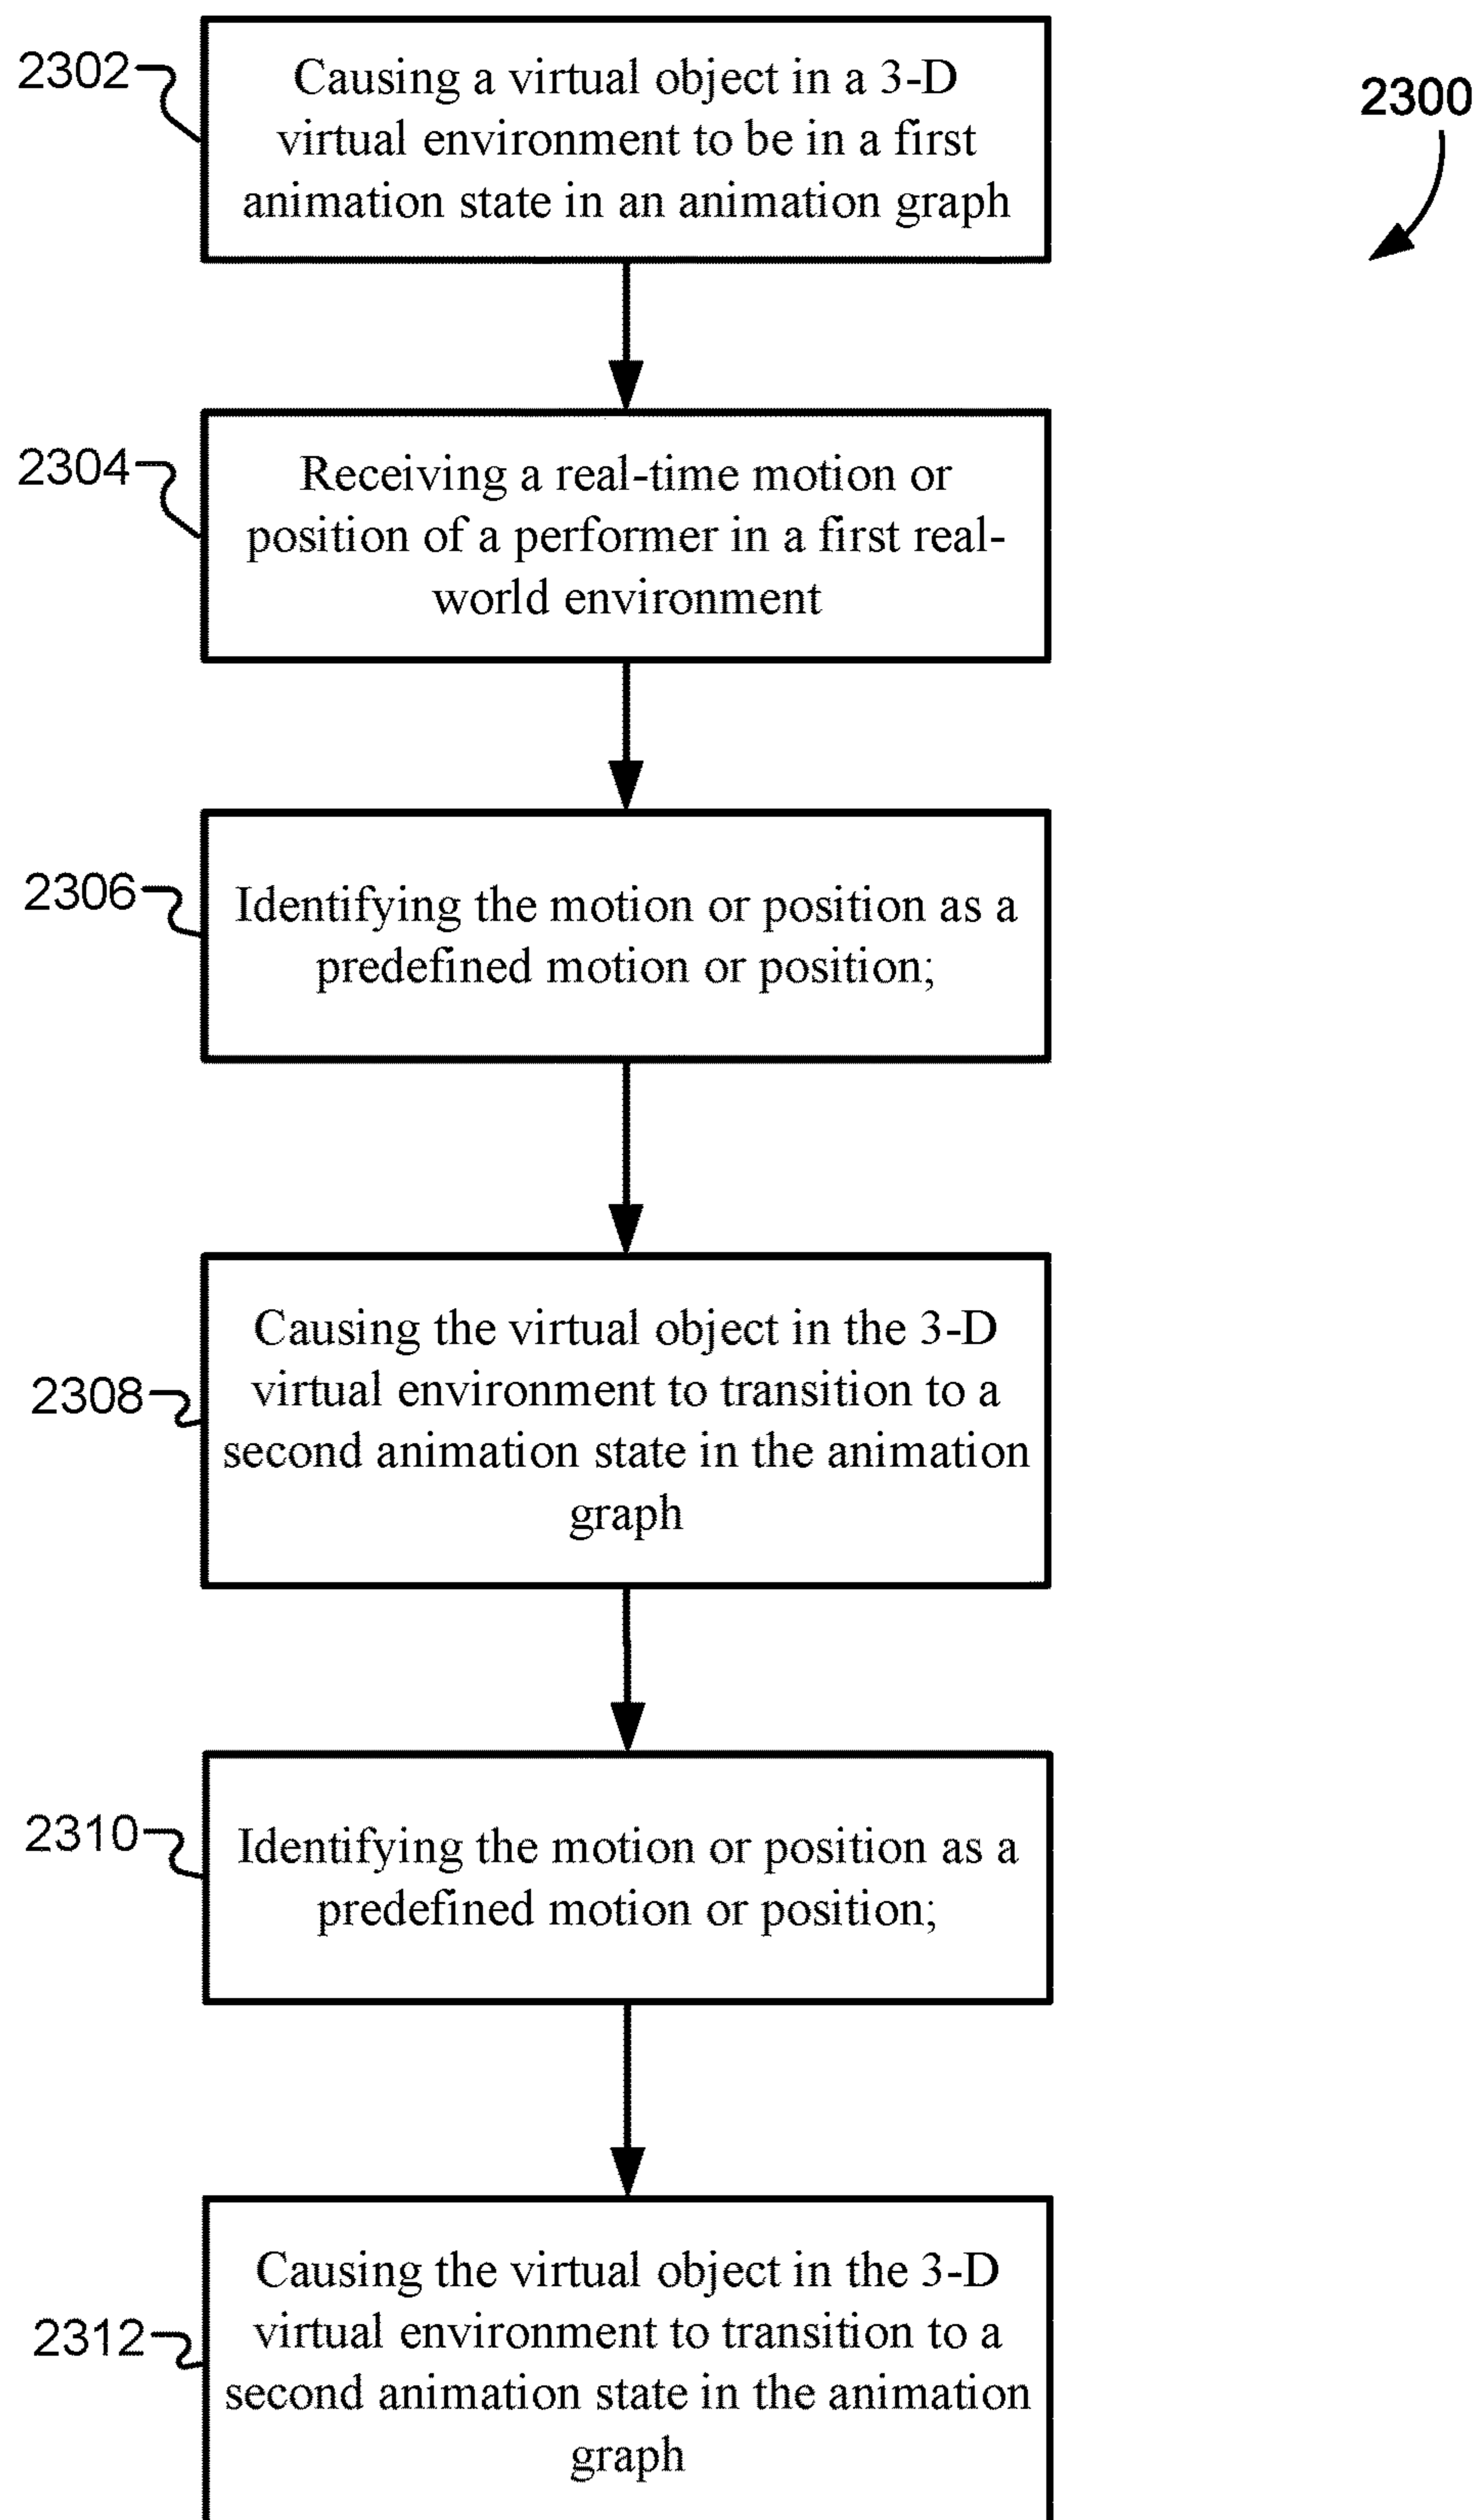 2302
Causing a virtual object in a 3-D
virtual environment to be in a first
animation state in an animation graph
2300
2304
Receiving a real-time motion or
position of a performer in a first real-
world environment
2306
Identifying the motion or position as a
predefined motion or position;
2308
Causing the virtual object in the 3-D
virtual environment to transition to a
second animation state in the animation
graph
2310
Identifying the motion or position as a
predefined motion or position;
2312
Causing the virtual object in the 3-D
virtual environment to transition to a
second animation state in the animation
graph